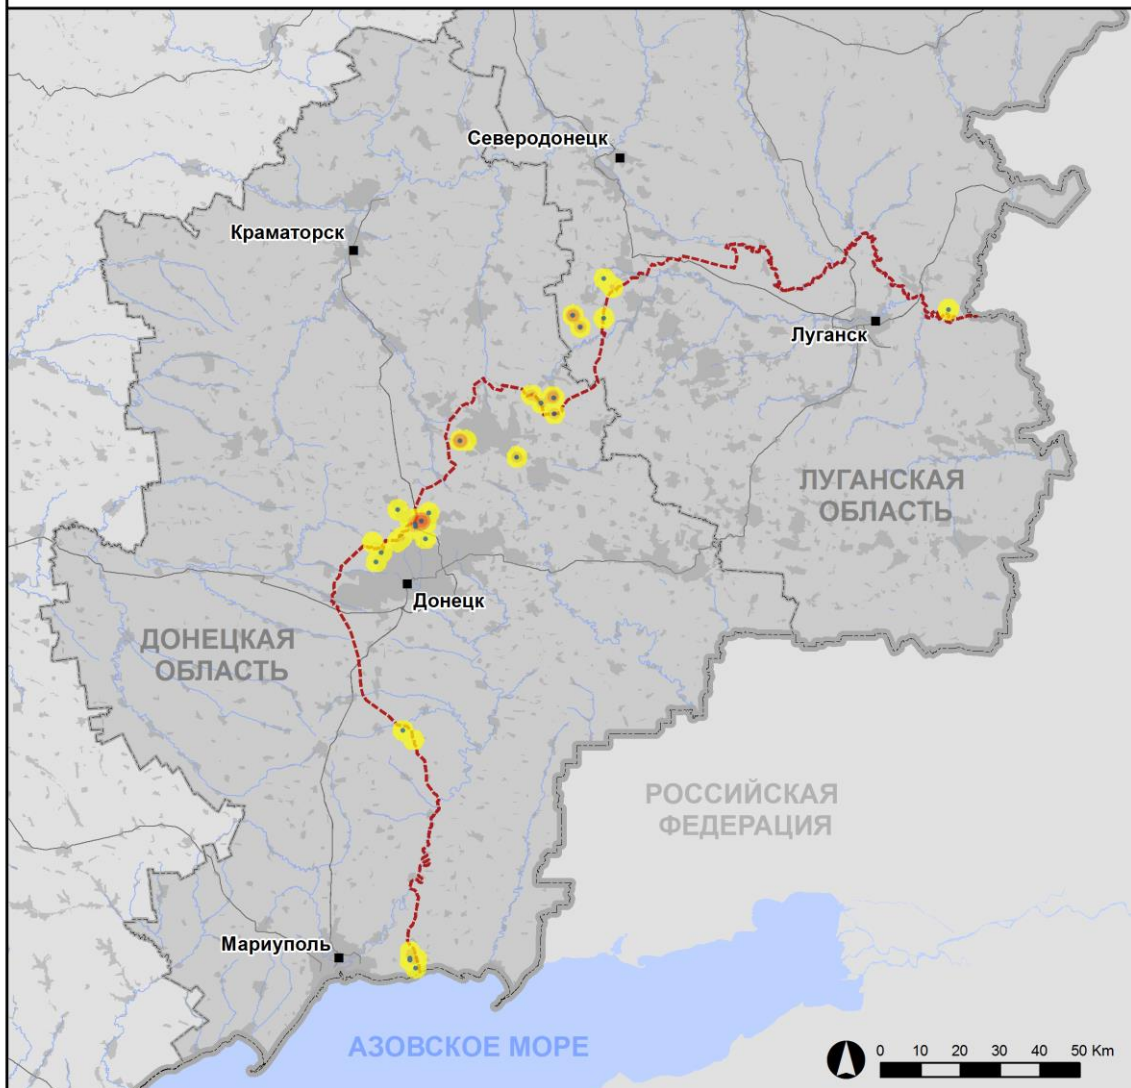 Северодонецк
Краматорск
Луганск
ЛУГАНСКАЯ
ОБЛАСТЬ
Донецк
ДОНЕЦКАЯ
ОБЛАСТЬ
РОССИЙСКАЯ
ФЕДЕРАЦИЯ
Мариуполь
АЗОВСКОЕ МОРЕ
0 10 20 30 40 50 Km